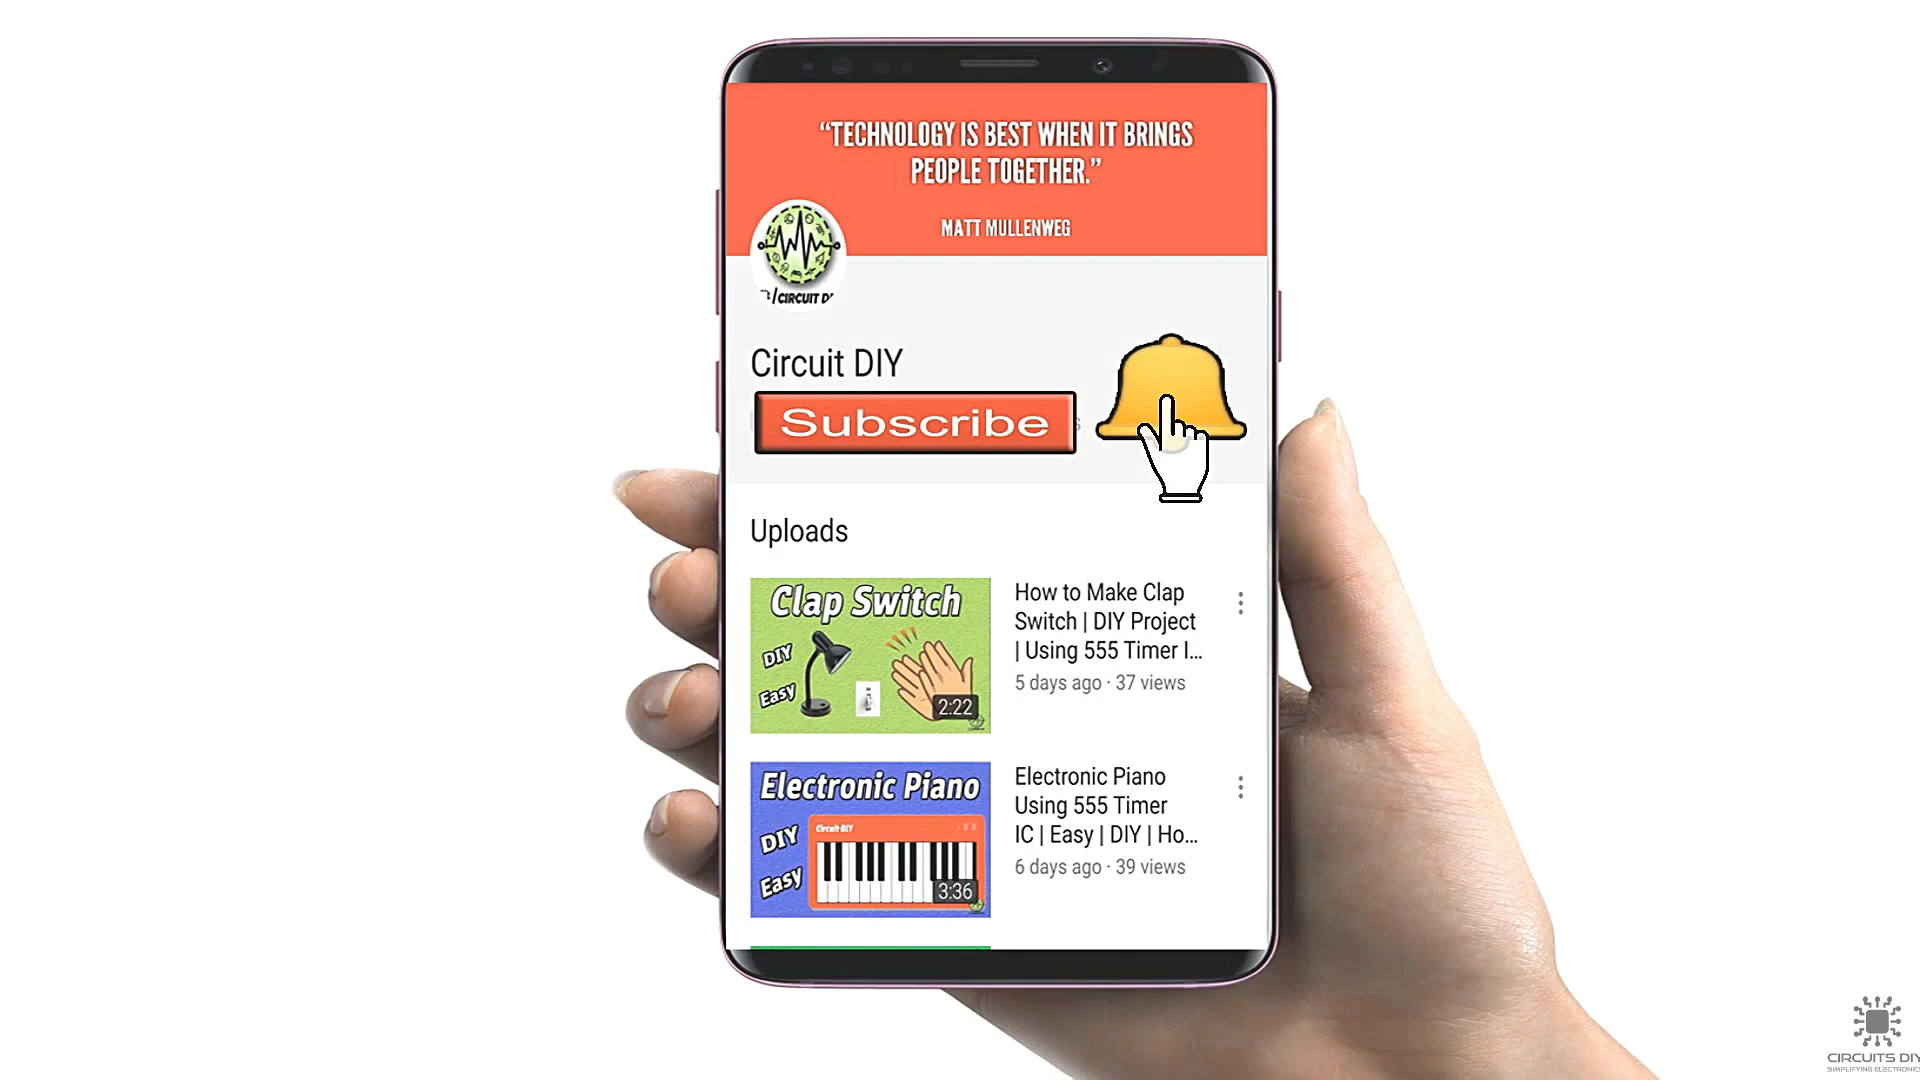 “TECHNOLOGY IS BEST WHEN IT BRINGS
PEOPLE TOGETHER.”
MATT MULLENWEG
/CIRCUIT
Circuit DIY
Subscribe
Uploads
Clap Switch
DIY
Easy
2:22
How to Make Clap
Switch | DIY Project
| Using 555 Timer I...
5 days ago · 37 views
Electronic Piano
Circuit DIY
DIY
Easy
3:36
Electronic Piano
Using 555 Timer
IC | Easy | DIY | Ho...
6 days ago · 39 views
CIRCUITS DIY
SIMPLIFYING ELECTRONICS